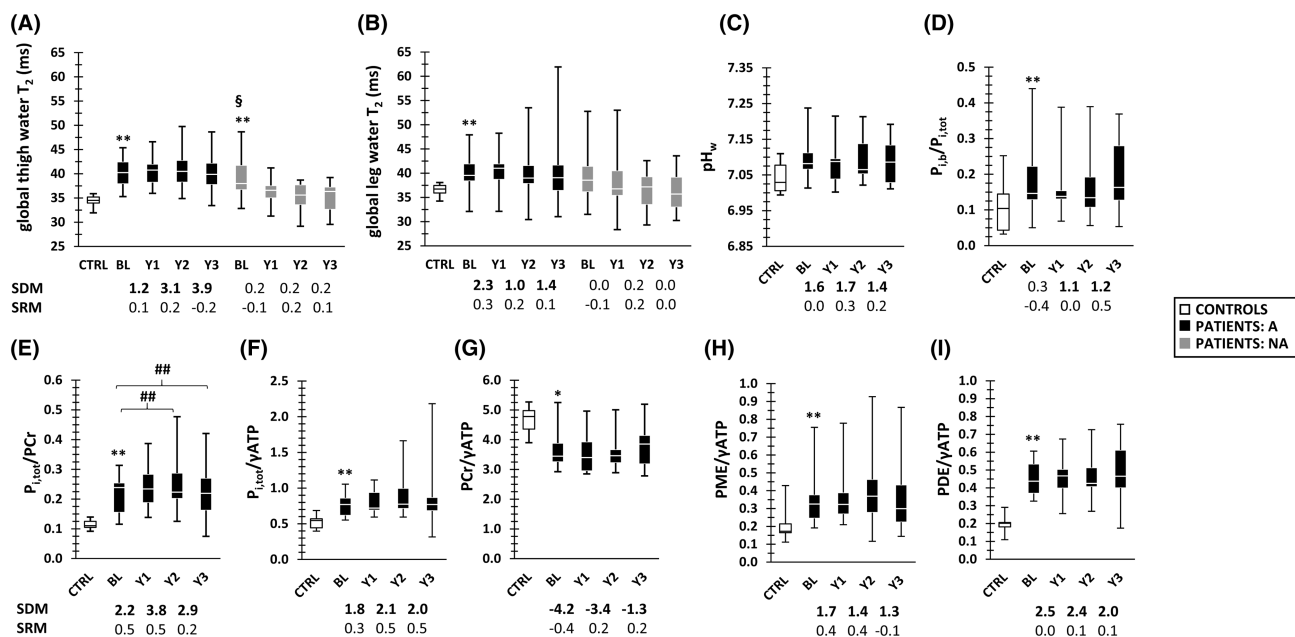 (A)
global thigh water T2 (ms)
65
60
55
50
45
40
35
30
25
**
§
**
CTRL BL Y1 Y2 Y3 BL Y1 Y2 Y3
SDM 1.2 3.1 3.9 0.2 0.2 0.2
SRM 0.1 0.2 -0.2 -0.1 0.2 0.1
(B)
global leg water T2 (ms)
65
60
55
50
45
40
35
30
25
**
CTRL BL Y1 Y2 Y3 BL Y1 Y2 Y3
2.3 1.0 1.4 0.0 0.2 0.0
0.3 0.2 0.1 -0.1 0.2 0.0
(C)
pHw
7.35
7.25
7.15
7.05
6.95
6.85
CTRL BL Y1 Y2 Y3
1.6 1.7 1.4
0.0 0.3 0.2
(D)
Pi,b/Pi,tot
0.5
0.4
0.3
0.2
0.1
0.0
**
CTRL BL Y1 Y2 Y3
0.3 1.1 1.2
-0.4 0.0 0.5
CONTROLS
PATIENTS: A
PATIENTS: NA
(E)
Pi,tot/PCr
0.6
0.5
0.4
0.3
0.2
0.1
0.0
##
##
**
CTRL BL Y1 Y2 Y3
SDM 2.2 3.8 2.9
SRM 0.5 0.5 0.2
(F)
Pi,tot/γATP
2.5
2.0
1.5
1.0
0.5
0.0
**
CTRL BL Y1 Y2 Y3
1.8 2.1 2.0
0.3 0.5 0.5
(G)
PCr/γATP
6.0
5.0
4.0
3.0
2.0
1.0
0.0
*
CTRL BL Y1 Y2 Y3
-4.2 -3.4 -1.3
-0.4 0.2 0.2
(H)
PME/γATP
1.0
0.9
0.8
0.7
0.6
0.5
0.4
0.3
0.2
0.1
0.0
**
CTRL BL Y1 Y2 Y3
SDM 1.7 1.4 1.3
SRM 0.4 0.4 -0.1
(I)
PDE/γATP
1.0
0.9
0.8
0.7
0.6
0.5
0.4
0.3
0.2
0.1
0.0
**
CTRL BL Y1 Y2 Y3
2.5 2.4 2.0
0.0 0.1 0.1